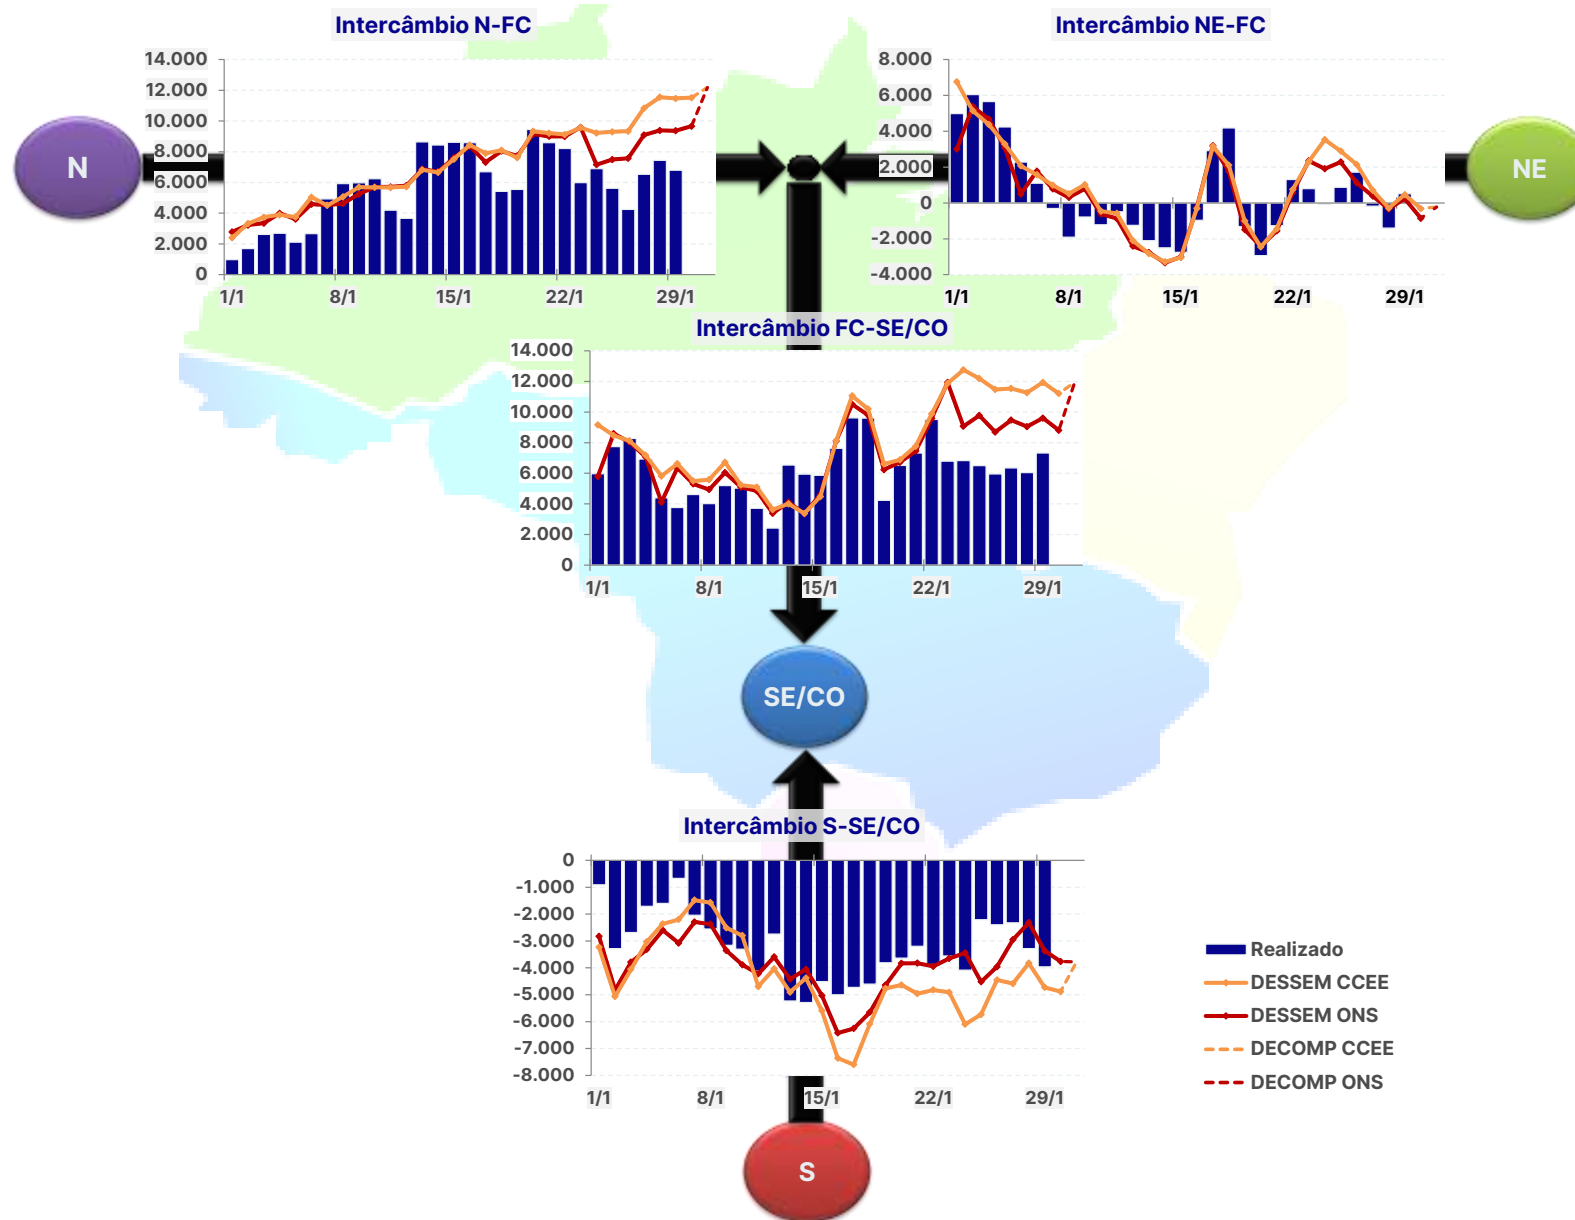 Intercâmbio N-FC
14.000
12.000
10.000
8.000
6.000
4.000
2.000
0
1/1 8/1 15/1 22/1 29/1
Intercâmbio NE-FC
8.000
6.000
4.000
2.000
0
-2.000
-4.000
1/1 8/1 15/1 22/1 29/1
N
NE
Intercâmbio FC-SE/CO
14.000
12.000
10.000
8.000
6.000
4.000
2.000
0
1/1 8/1 15/1 22/1 29/1
SE/CO
Intercâmbio S-SE/CO
0
-1.000
-2.000
-3.000
-4.000
-5.000
-6.000
-7.000
-8.000
1/1 8/1 15/1 22/1 29/1
Realizado
DESSEM CCEE
DESSEM ONS
DECOMP CCEE
DECOMP ONS
S